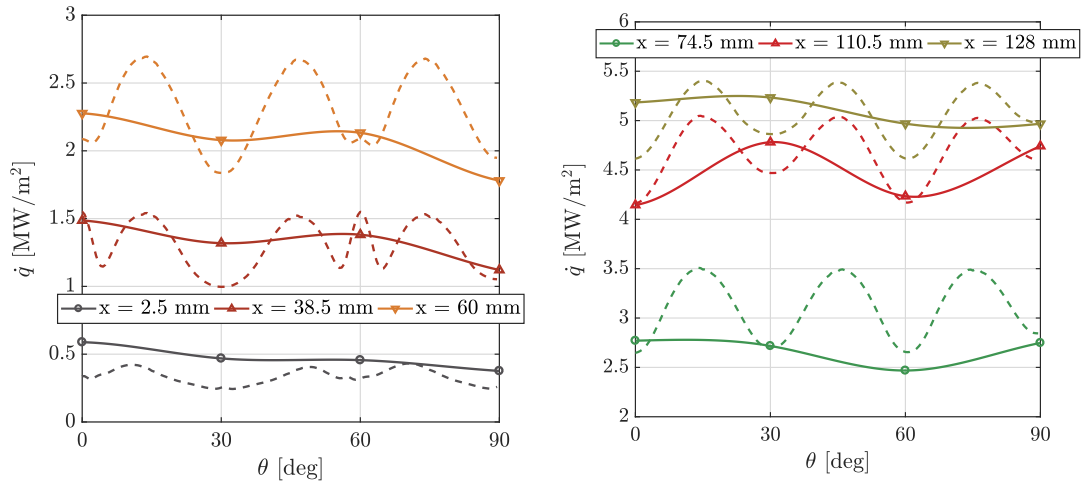 3
2.5
2
1.5
1
0.5
0
q̇ [MW/m²]
x = 2.5 mm x = 38.5 mm x = 60 mm
0 30 60 90
θ [deg]
6
5.5
5
4.5
4
3.5
3
2.5
2
q̇ [MW/m²]
x = 74.5 mm x = 110.5 mm x = 128 mm
0 30 60 90
θ [deg]